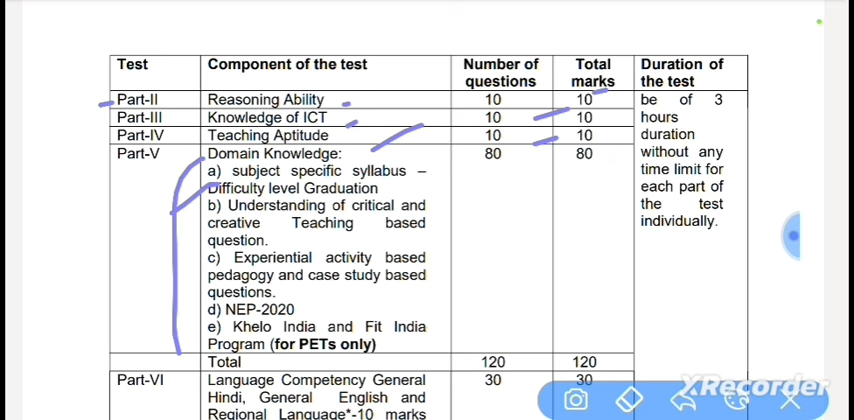 Test Component of the test Number of questions Total marks Duration of the test
Part-II Reasoning Ability 10 10
Part-III Knowledge of ICT 10 10
Part-IV Teaching Aptitude 10 10
Part-V Domain Knowledge: 80 80
a) subject specific syllabus –
Difficulty level Graduation
b) Understanding of critical and
creative Teaching based
question.
c) Experiential activity based
pedagogy and case study based
questions.
d) NEP-2020
e) Khelo India and Fit India
Program (for PETs only)
be of 3
hours
duration
without any
time limit for
each part of
the test
individually.
Total 120 120
Part-VI Language Competency General 30 30
Hindi, General English and
Regional Language*-10 marks
XRecorder